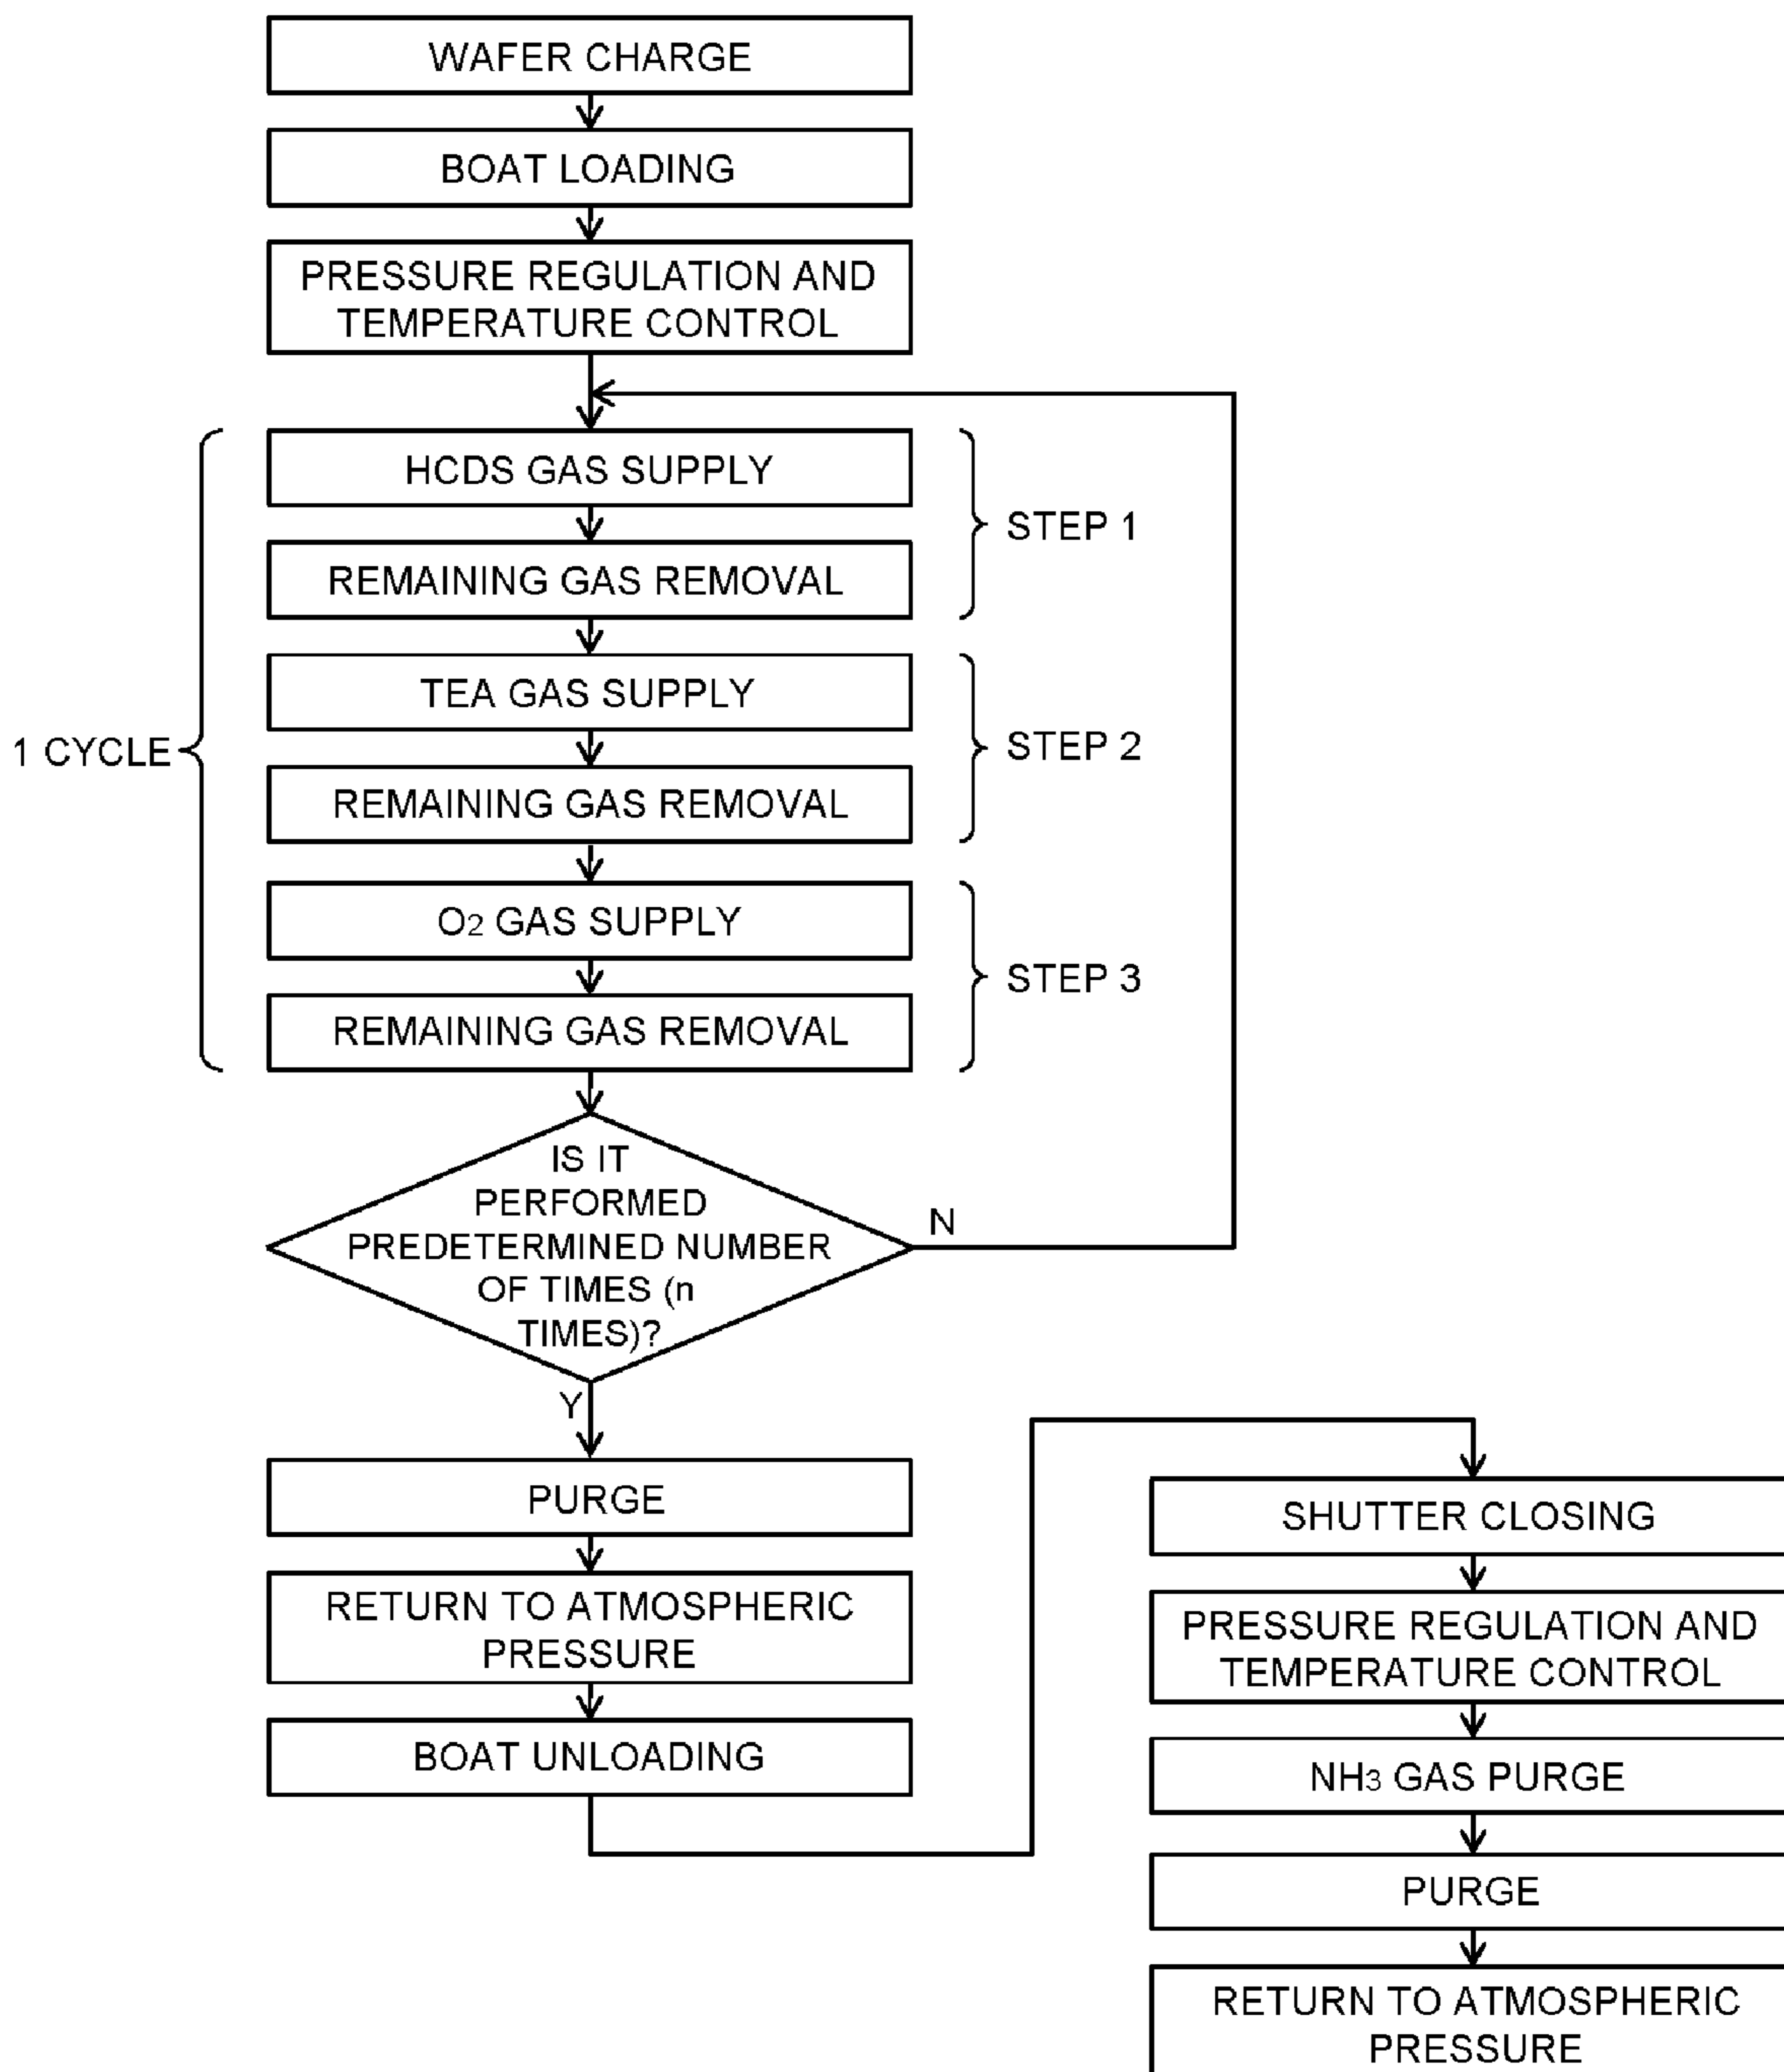 WAFER CHARGE
BOAT LOADING
PRESSURE REGULATION AND
TEMPERATURE CONTROL
HCDS GAS SUPPLY
REMAINING GAS REMOVAL
STEP 1
TEA GAS SUPPLY
REMAINING GAS REMOVAL
STEP 2
1 CYCLE
O2 GAS SUPPLY
REMAINING GAS REMOVAL
STEP 3
IS IT
PERFORMED
PREDETERMINED NUMBER
OF TIMES (n
TIMES)?
N
Y
PURGE
RETURN TO ATMOSPHERIC
PRESSURE
BOAT UNLOADING
SHUTTER CLOSING
PRESSURE REGULATION AND
TEMPERATURE CONTROL
NH3 GAS PURGE
PURGE
RETURN TO ATMOSPHERIC
PRESSURE